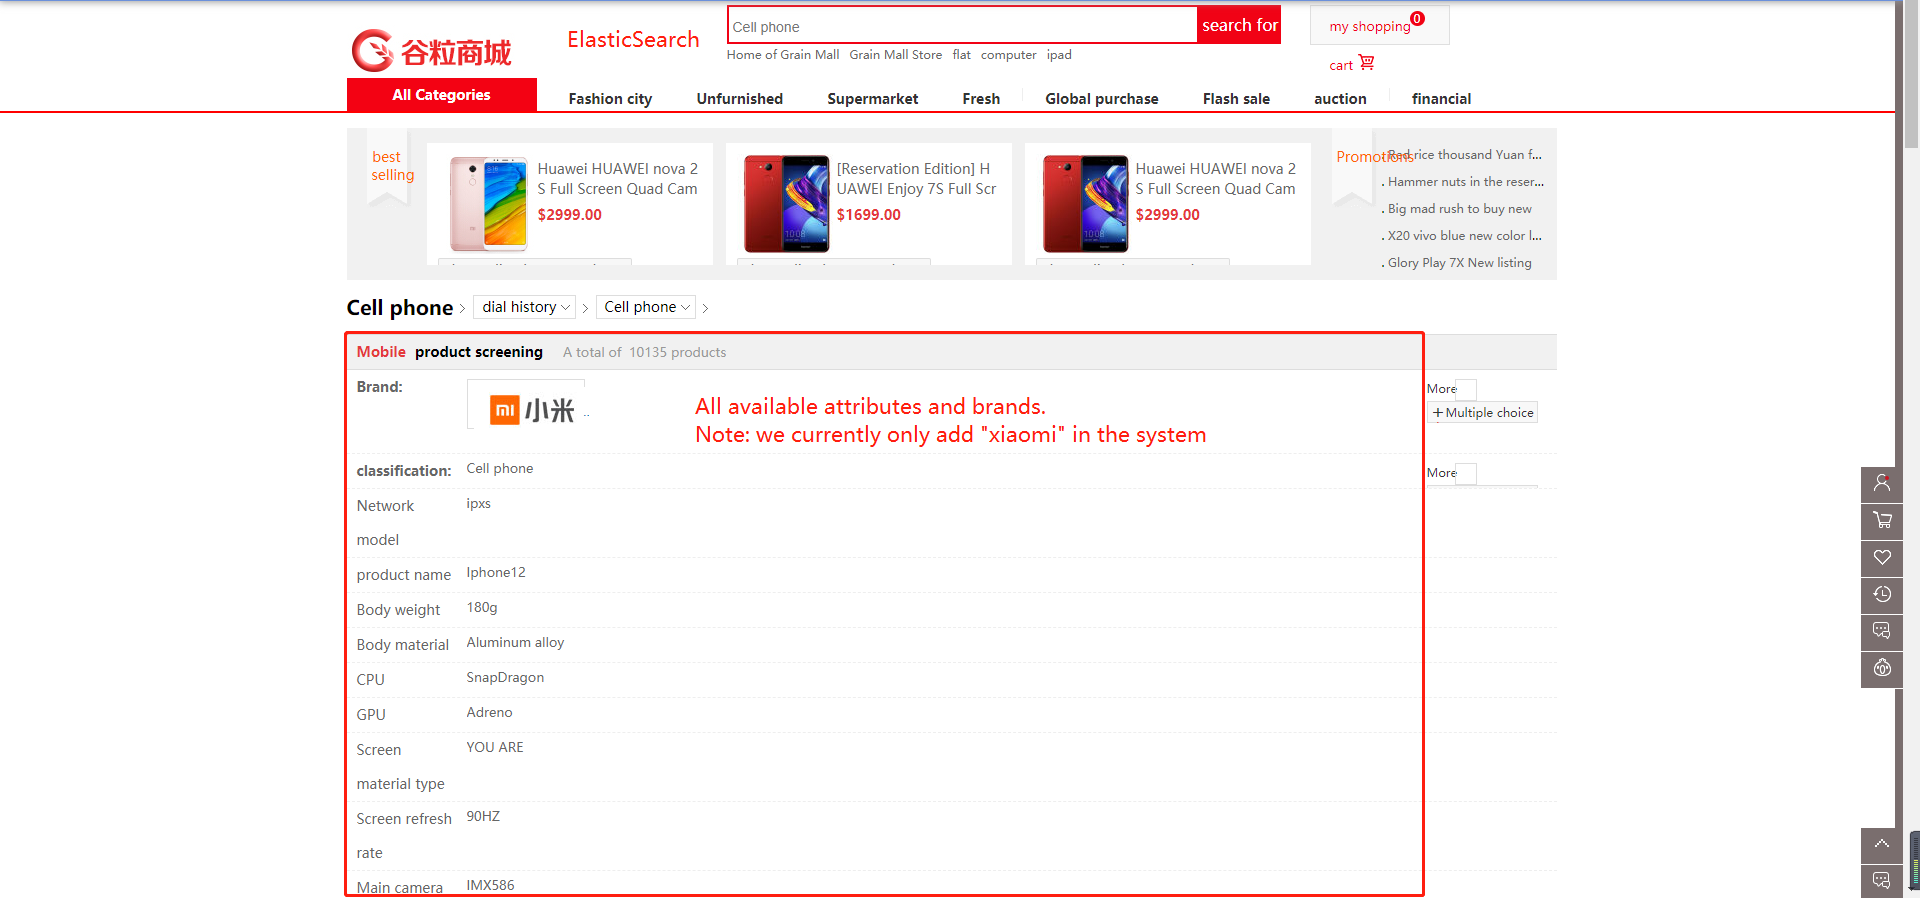 谷粒商城
ElasticSearch
Cell phone
search for
my shopping 0
cart
Home of Grain Mall Grain Mall Store flat computer ipad
All Categories
Fashion city Unfurnished Supermarket Fresh Global purchase Flash sale auction financial
best
selling
Huawei HUAWEI nova 2
S Full Screen Quad Cam
$2999.00
[Reservation Edition] H
UAWEI Enjoy 7S Full Scr
$1699.00
Huawei HUAWEI nova 2
S Full Screen Quad Cam
$2999.00
Promotions
. Red rice thousand Yuan f...
. Hammer nuts in the reser...
. Big mad rush to buy new
. X20 vivo blue new color l...
. Glory Play 7X New listing
Cell phone > dial history > Cell phone >
Mobile product screening A total of 10135 products
Brand:
mi 小米 ..
All available attributes and brands.
Note: we currently only add "xiaomi" in the system
More
+Multiple choice
classification: Cell phone
More
Network ipxs
model
product name Iphone12
Body weight 180g
Body material Aluminum alloy
CPU SnapDragon
GPU Adreno
Screen YOU ARE
material type
Screen refresh 90HZ
rate
Main camera IMX586